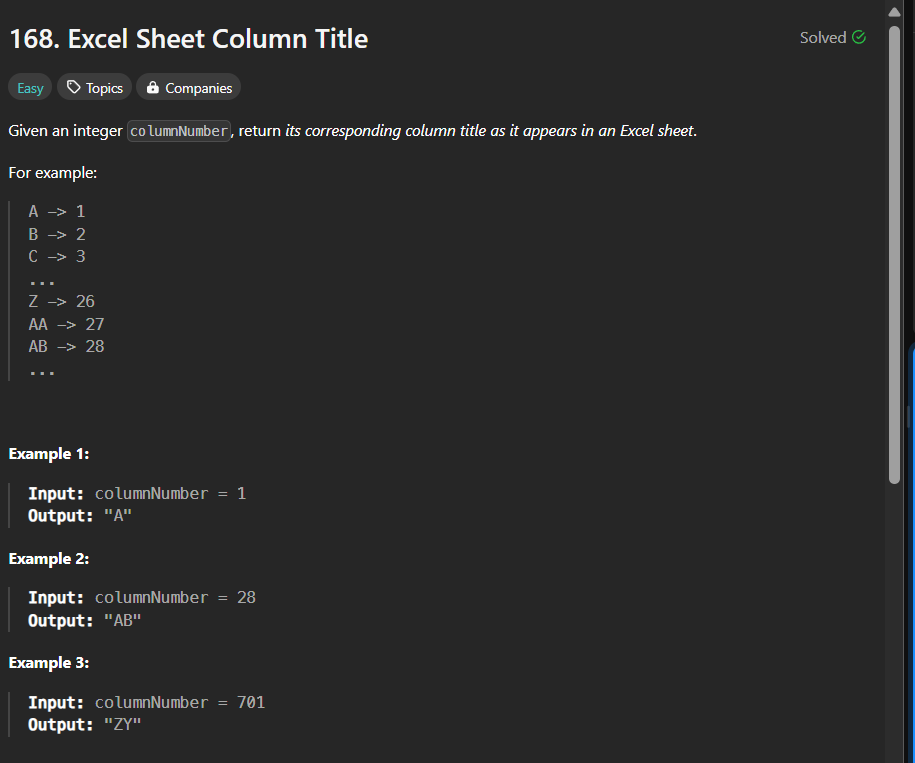 168. Excel Sheet Column Title
Solved
Easy Topics Companies
Given an integer columnNumber, return its corresponding column title as it appears in an Excel sheet.
For example:
A -> 1
B -> 2
C -> 3
...
Z -> 26
AA -> 27
AB -> 28
...
Example 1:
Input: columnNumber = 1
Output: "A"
Example 2:
Input: columnNumber = 28
Output: "AB"
Example 3:
Input: columnNumber = 701
Output: "ZY"